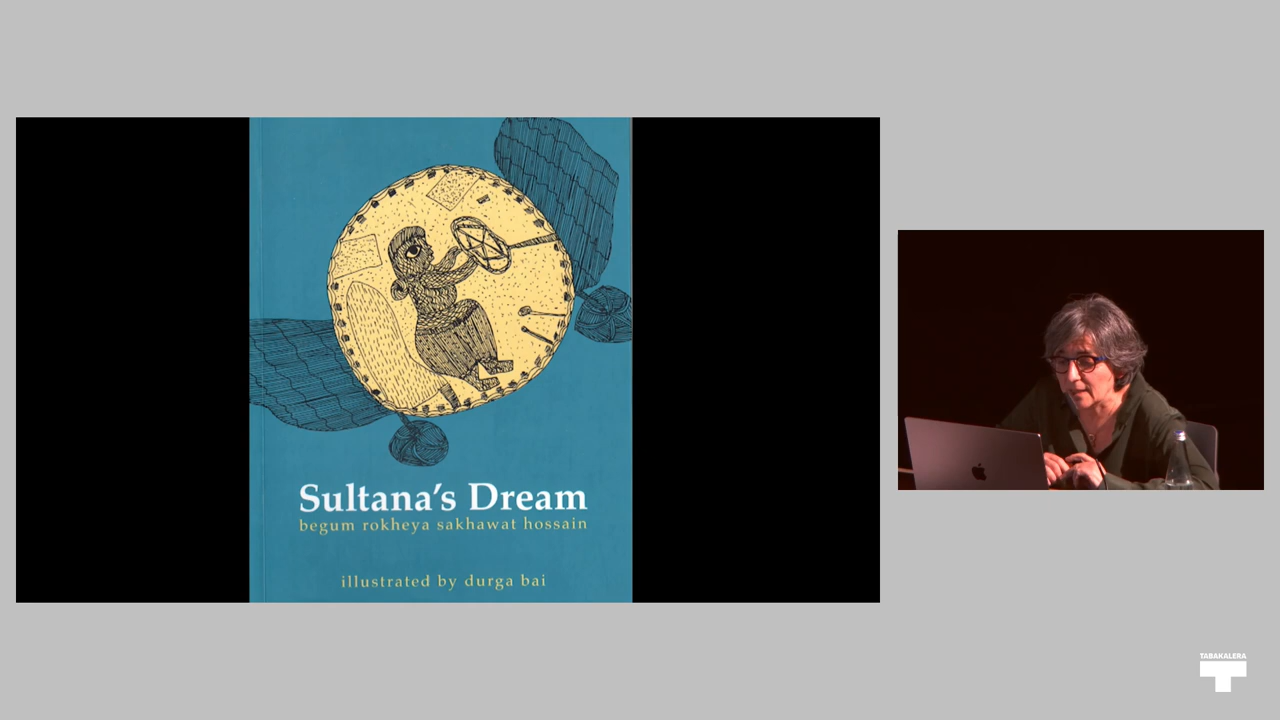 Sultana's Dream
begum rokheya sakhawat hossain
illustrated by durga bai
TABAKALERA